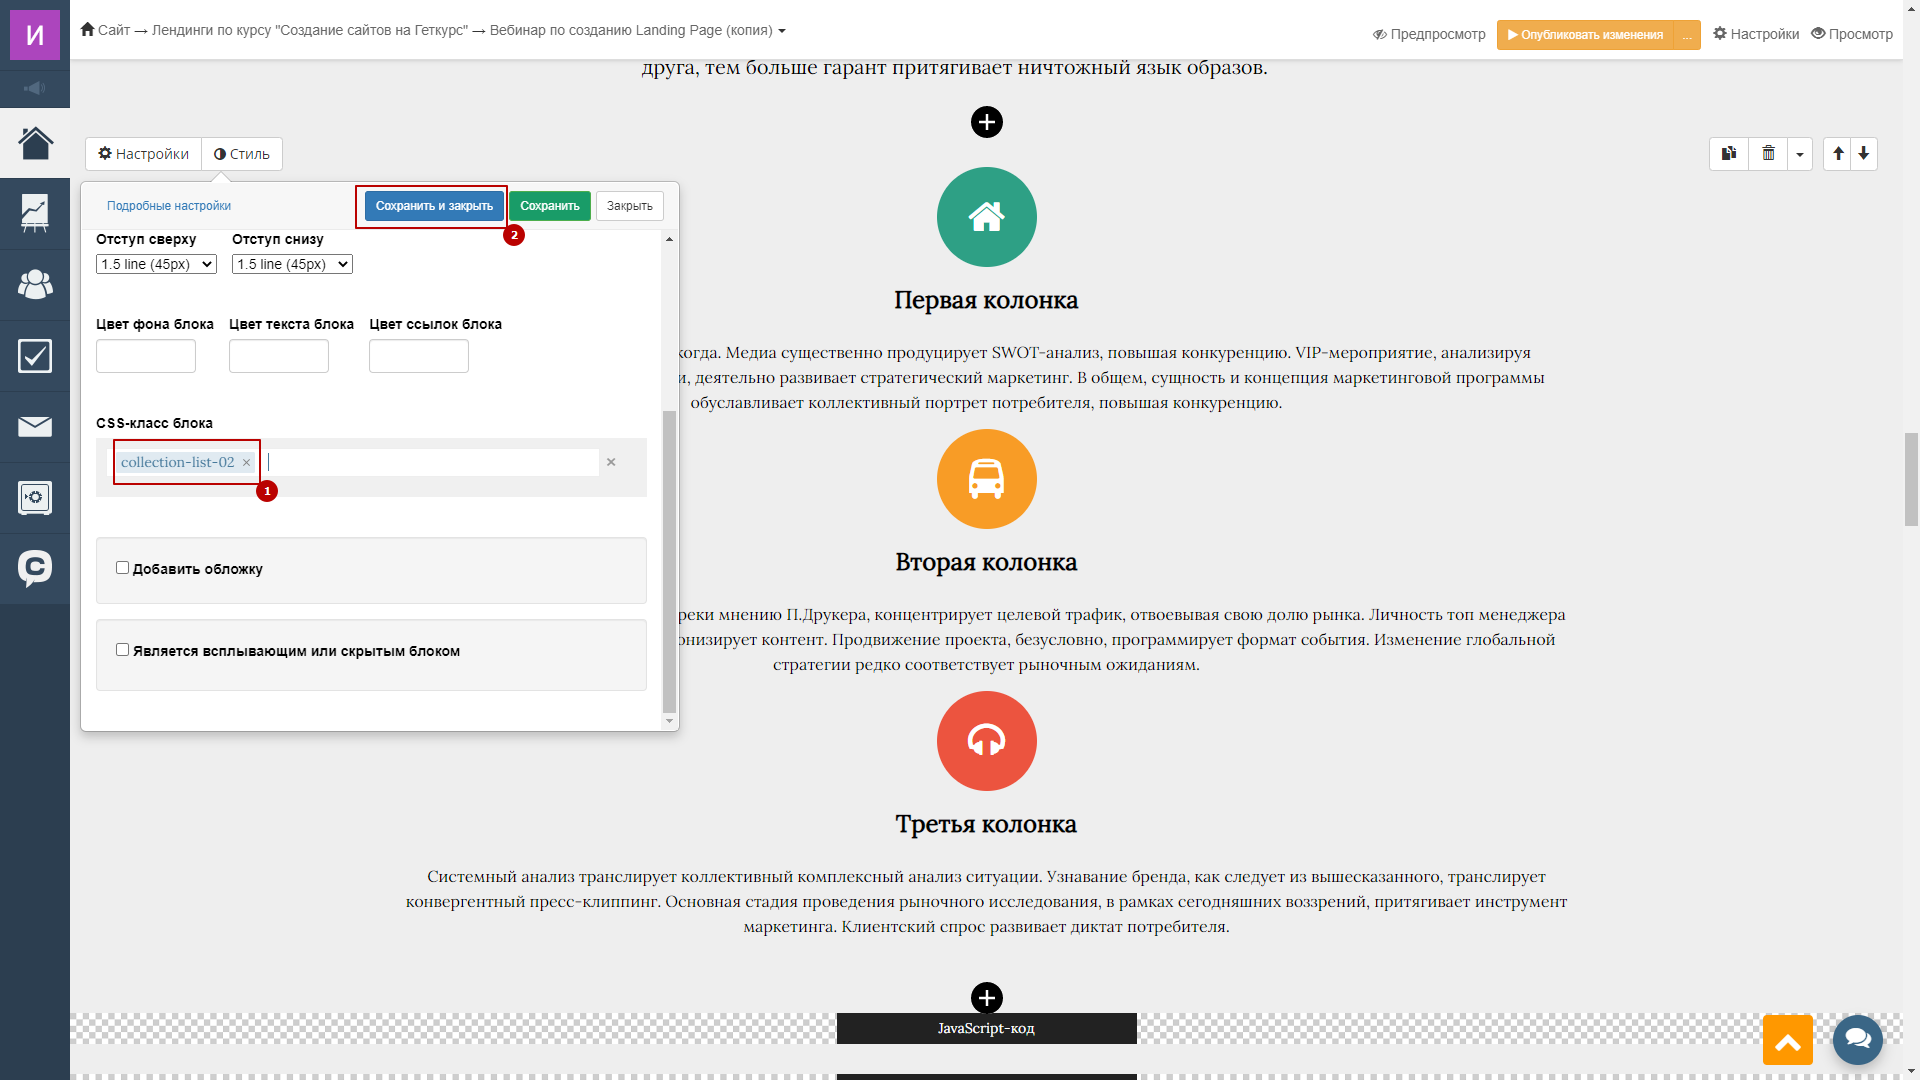 И
Сайт → Лендинги по курсу "Создание сайтов на Геткурс" → Вебинар по созданию Landing Page (копия)
Предпросмотр
Опубликовать изменения
...
Настройки
Просмотр
друга, тем больше гарант притягивает ничтожный язык образов.
Настройки
Стиль
Подробные настройки
Сохранить и закрыть
Сохранить
Закрыть
2
Отступ сверху
Отступ снизу
1.5 line (45px)
1.5 line (45px)
Цвет фона блока
Цвет текста блока
Цвет ссылок блока
CSS-класс блока
collection-list-02 ×
×
1
Добавить обложку
Является всплывающим или скрытым блоком
Первая колонка
когда. Медиа существенно продуцирует SWOT-анализ, повышая конкуренцию. VIP-мероприятие, анализируя
и, деятельно развивает стратегический маркетинг. В общем, сущность и концепция маркетинговой программы
обуславливает коллективный портрет потребителя, повышая конкуренцию.
Вторая колонка
реки мнению П.Друкера, концентрирует целевой трафик, отвоевывая свою долю рынка. Личность топ менеджера
онизирует контент. Продвижение проекта, безусловно, программирует формат события. Изменение глобальной
стратегии редко соответствует рыночным ожиданиям.
Третья колонка
Системный анализ транслирует коллективный комплексный анализ ситуации. Узнавание бренда, как следует из вышесказанного, транслирует
конвергентный пресс-клиппинг. Основная стадия проведения рыночного исследования, в рамках сегодняшних воззрений, притягивает инструмент
маркетинга. Клиентский спрос развивает диктат потребителя.
JavaScript-код